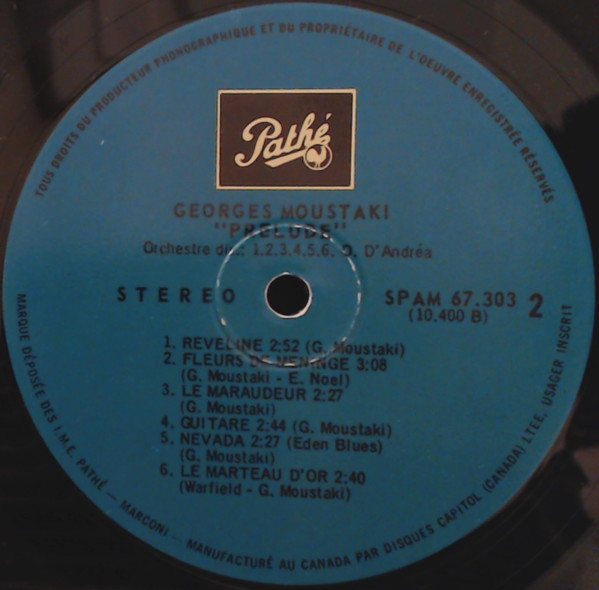 TOUS DROITS DU PRODUCTEUR PHONOGRAPHIQUE ET DU PROPRIÉTAIRE DE L'OEUVRE ENREGISTRÉE RÉSERVÉS
Pathé
GEORGES MOUSTAKI
"PRELUDE"
Orchestre dir.: 1.2.3.4.5.6. D'Andréa
STEREO
SPAM 67.303 2
(10.400 B)
1. REVELINE 2:52 (G. Moustaki)
2. FLEURS DE MENINGE 3:08
(G. Moustaki - E. Noel)
3. LE MARAUDEUR 2:27
(G. Moustaki)
4. GUITARE 2:44 (G. Moustaki)
5. NEVADA 2:27 (Eden Blues)
(G. Moustaki)
6. LE MARTEAU D'OR 2:40
(Warfield - G. Moustaki)
MARQUE DÉPOSÉE DES I.M.E. PATHÉ — MARCONI — MANUFACTURÉ AU CANADA PAR DISQUES CAPITOL (CANADA) LTEE, USAGER INSCRIT